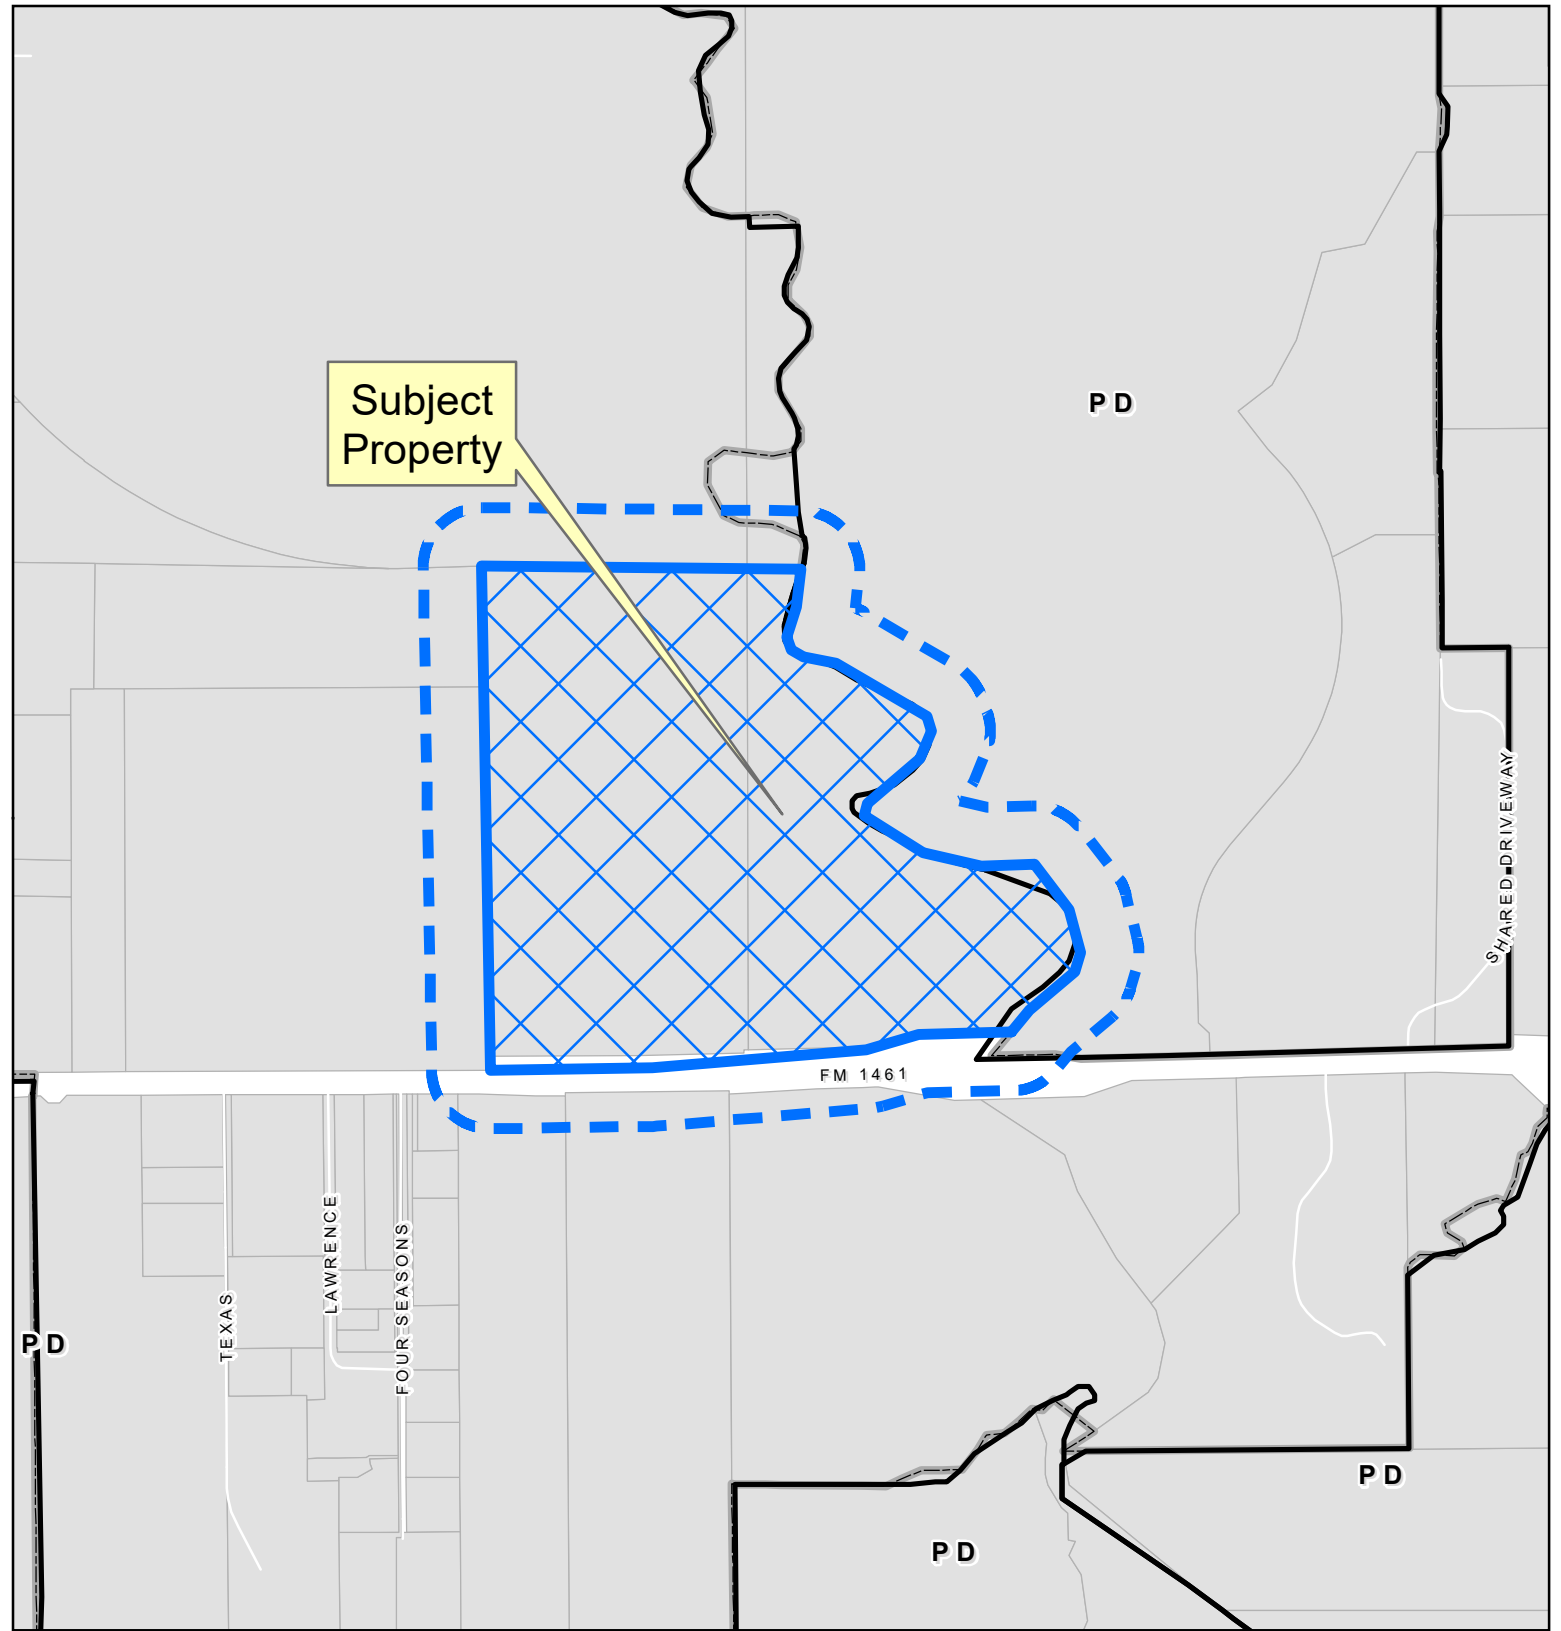 PD
Subject
Property
SHARED DRIVEWAY
FM 1461
LAWRENCE
FOUR SEASONS
TEXAS
PD
PD
PD